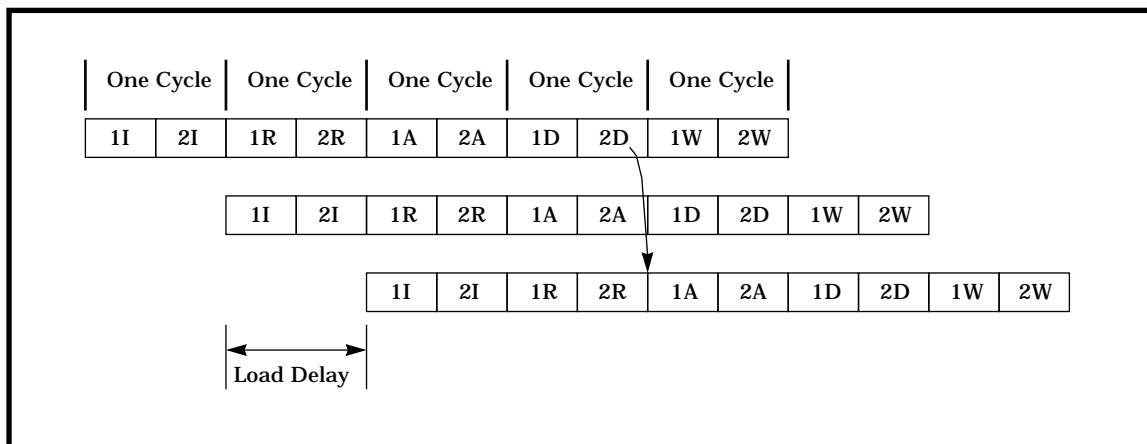 One Cycle One Cycle One Cycle One Cycle One Cycle
1I 2I 1R 2R 1A 2A 1D 2D 1W 2W
1I 2I 1R 2R 1A 2A 1D 2D 1W 2W
1I 2I 1R 2R 1A 2A 1D 2D 1W 2W
Load Delay